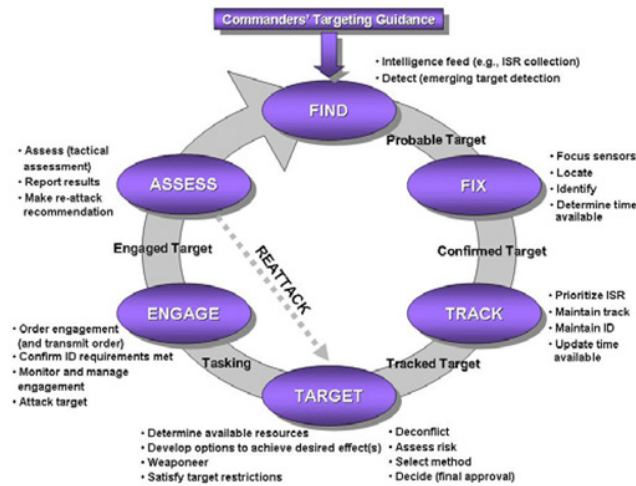 Commanders' Targeting Guidance
• Intelligence feed (e.g., ISR collection)
• Detect (emerging target detection
FIND
Probable Target
• Focus sensors
• Locate
• Identify
• Determine time
available
FIX
Confirmed Target
• Prioritize ISR
• Maintain track
• Maintain ID
• Update time
available
TRACK
Tracked Target
TARGET
• Determine available resources
• Develop options to achieve desired effect(s)
• Weaponeer
• Satisfy target restrictions
• Deconflict
• Assess risk
• Select method
• Decide (final approval)
Tasking
ENGAGE
• Order engagement
(and transmit order)
• Confirm ID requirements met
• Monitor and manage
engagement
• Attack target
Engaged Target
ASSESS
• Assess (tactical
assessment)
• Report results
• Make re-attack
recommendation
REATTACK